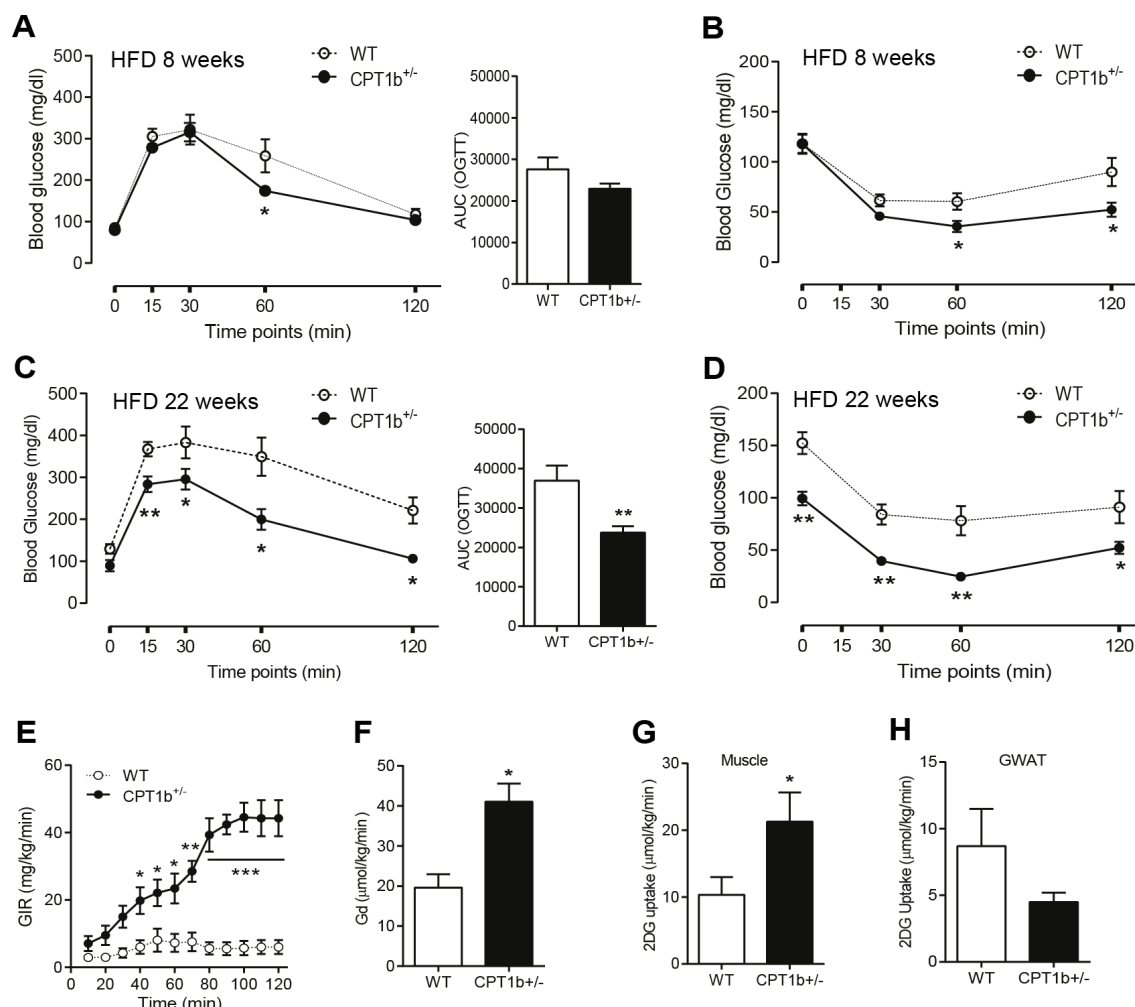 A
HFD 8 weeks
WT
CPT1b+/-
Blood glucose (mg/dl)
500
400
300
200
100
0
*
0 15 30 60 120
Time points (min)
AUC (OGTT)
50000
40000
30000
20000
10000
0
WT CPT1b+/-
B
HFD 8 weeks
WT
CPT1b+/-
Blood Glucose (mg/dl)
200
150
100
50
0
* *
0 15 30 60 120
Time points (min)
C
HFD 22 weeks
WT
CPT1b+/-
Blood Glucose (mg/dl)
500
400
300
200
100
0
** * * *
0 15 30 60 120
Time points (min)
AUC (OGTT)
50000
40000
30000
20000
10000
0
**
WT CPT1b+/-
D
HFD 22 weeks
WT
CPT1b+/-
Blood glucose (mg/dl)
200
150
100
50
0
** ** ** *
0 15 30 60 120
Time points (min)
E
WT
CPT1b+/-
GIR (mg/kg/min)
60
40
20
0
* * * ** ***
0 20 40 60 80 100 120
Time (min)
F
Gd (µmol/kg/min)
50
40
30
20
10
0
*
WT CPT1b+/-
G
Muscle
2DG uptake (µmol/kg/min)
30
20
10
0
*
WT CPT1b+/-
H
GWAT
2DG Uptake (µmol/kg/min)
15
10
5
0
WT CPT1b+/-